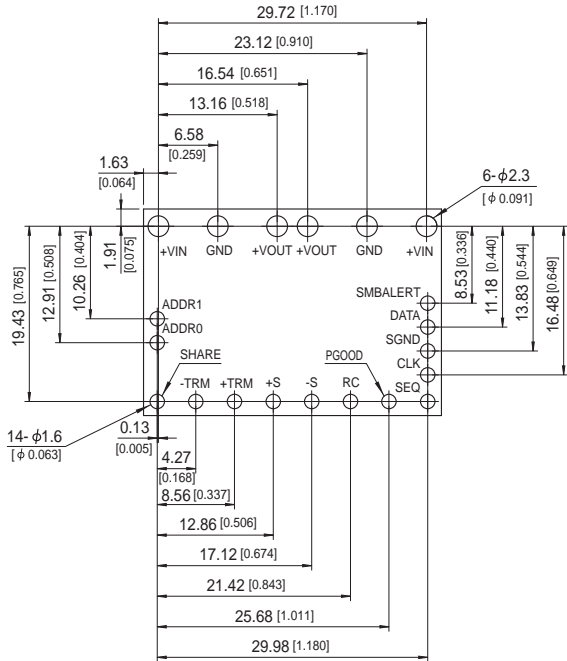 29.72 [1.170]
23.12 [0.910]
16.54 [0.651]
13.16 [0.518]
6.58
[0.259]
1.63
[0.064]
6-ϕ2.3
[ϕ0.091]
1.91
[0.075]
10.26 [0.404]
12.91 [0.508]
19.43 [0.765]
+VIN
GND
+VOUT
+VOUT
GND
+VIN
8.53 [0.336]
11.18 [0.440]
13.83 [0.544]
16.48 [0.649]
ADDR1
ADDR0
SMBALERT
DATA
SGND
CLK
SEQ
SHARE
PGOOD
-TRM
+TRM
+S
-S
RC
14-ϕ1.6
[ϕ0.063]
0.13
[0.005]
4.27
[0.168]
8.56 [0.337]
12.86 [0.506]
17.12 [0.674]
21.42 [0.843]
25.68 [1.011]
29.98 [1.180]